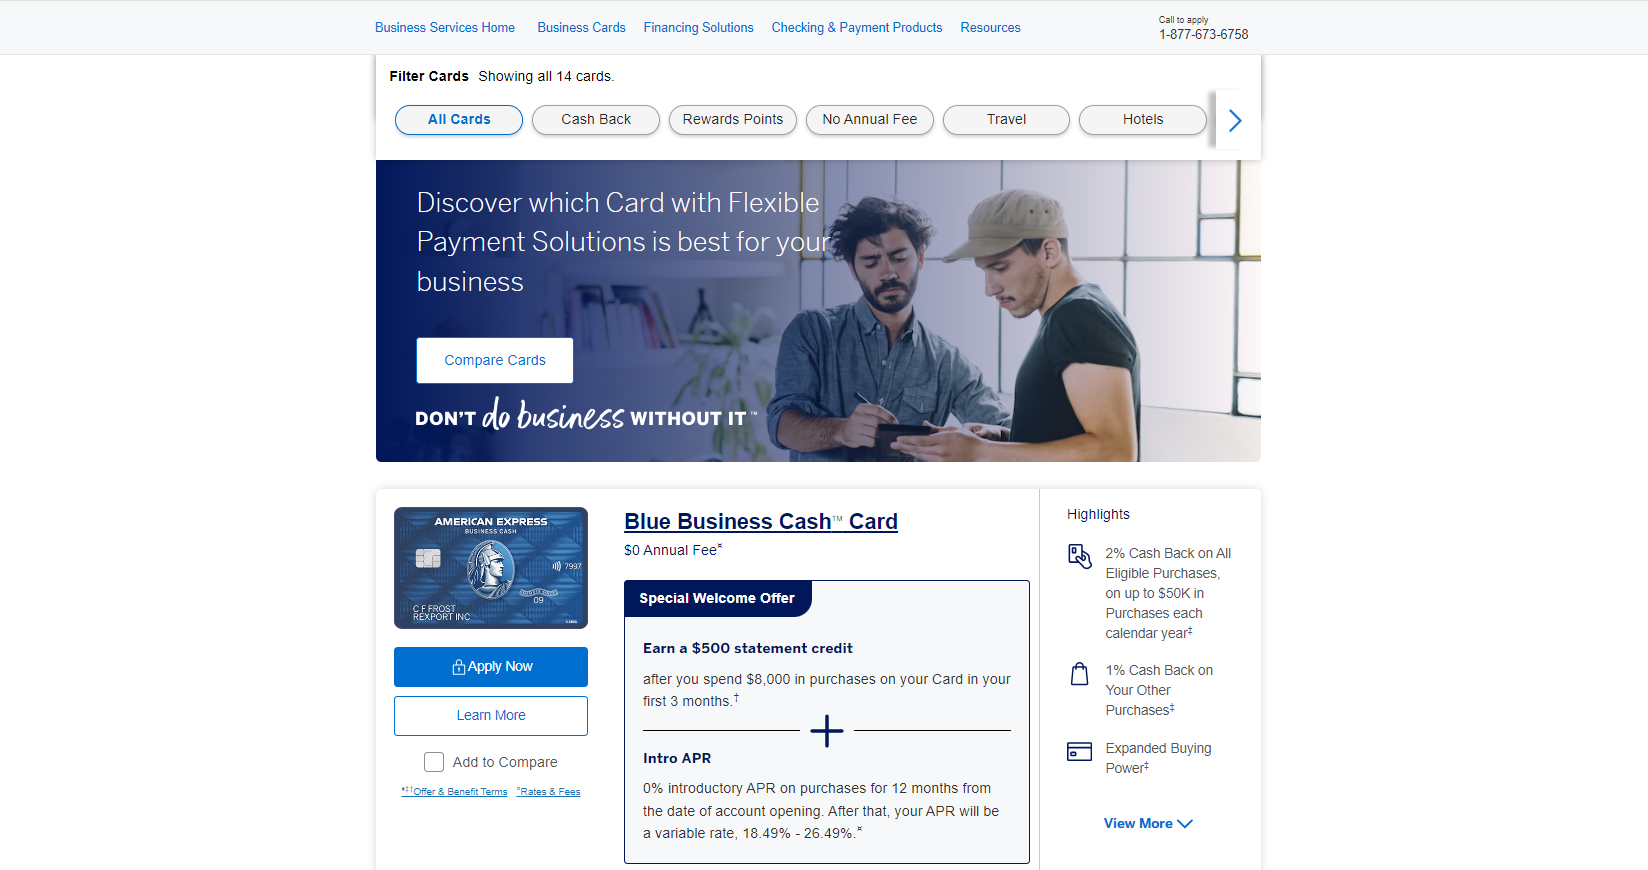 Business Services Home Business Cards Financing Solutions Checking & Payment Products Resources
Call to apply
1-877-673-6758
Filter Cards Showing all 14 cards.
All Cards Cash Back Rewards Points No Annual Fee Travel Hotels
Discover which Card with Flexible
Payment Solutions is best for your
business
Compare Cards
DON'T do business WITHOUT IT™
AMERICAN EXPRESS
BUSINESS CASH
7997
09
C F FROST
REXPORT INC
Apply Now
Learn More
Add to Compare
*‡†Offer & Benefit Terms ¤Rates & Fees
Blue Business Cash™ Card
$0 Annual Fee¤
Special Welcome Offer
Earn a $500 statement credit
after you spend $8,000 in purchases on your Card in your
first 3 months.†
Intro APR
0% introductory APR on purchases for 12 months from
the date of account opening. After that, your APR will be
a variable rate, 18.49% - 26.49%.¤
Highlights
2% Cash Back on All
Eligible Purchases,
on up to $50K in
Purchases each
calendar year‡
1% Cash Back on
Your Other
Purchases‡
Expanded Buying
Power‡
View More